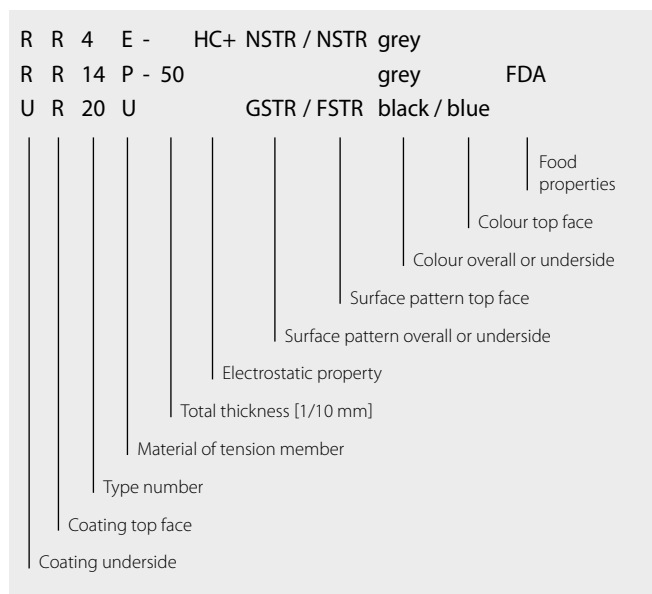 R R 4 E - HC+ NSTR / NSTR grey
R R 14 P - 50 grey FDA
U R 20 U GSTR / FSTR black / blue
Food
properties
Colour top face
Colour overall or underside
Surface pattern top face
Surface pattern overall or underside
Electrostatic property
Total thickness [1/10 mm]
Material of tension member
Type number
Coating top face
Coating underside